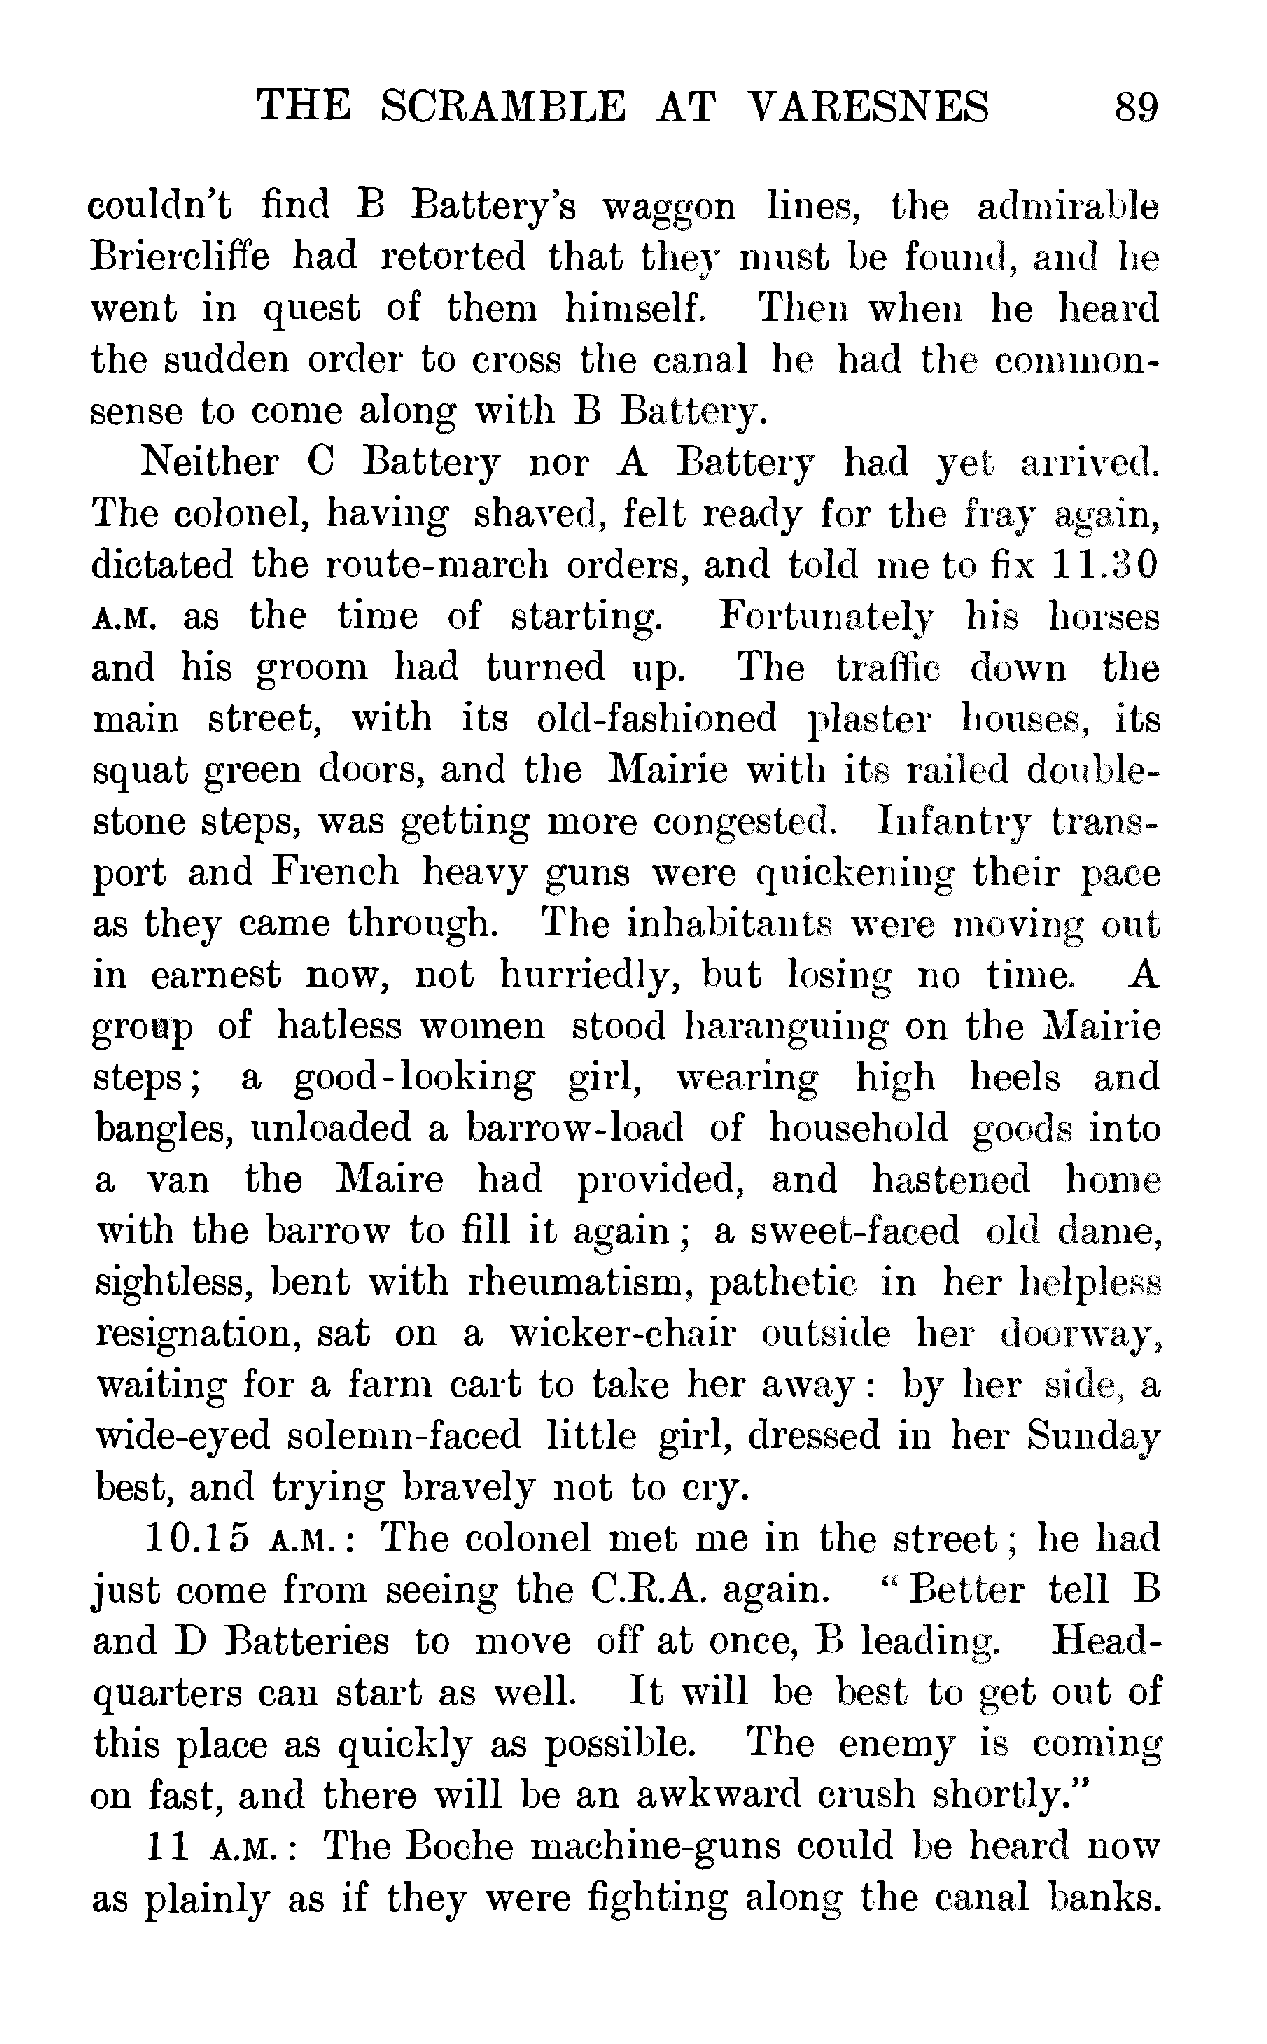 THE SCRAMBLE AT VARESNES 89
couldn't find B Battery's waggon lines, the admirable
Briercliffe had retorted that they must be found, and he
went in quest of them himself. Then when he heard
the sudden order to cross the canal he had the common-
sense to come along with B Battery.
Neither C Battery nor A Battery had yet arrived.
The colonel, having shaved, felt ready for the fray again,
dictated the route-march orders, and told me to fix 11.30
A.M. as the time of starting. Fortunately his horses
and his groom had turned up. The traffic down the
main street, with its old-fashioned plaster houses, its
squat green doors, and the Mairie with its railed double-
stone steps, was getting more congested. Infantry trans-
port and French heavy guns were quickening their pace
as they came through. The inhabitants were moving out
in earnest now, not hurriedly, but losing no time. A
group of hatless women stood haranguing on the Mairie
steps; a good-looking girl, wearing high heels and
bangles, unloaded a barrow-load of household goods into
a van the Maire had provided, and hastened home
with the barrow to fill it again; a sweet-faced old dame,
sightless, bent with rheumatism, pathetic in her helpless
resignation, sat on a wicker-chair outside her doorway,
waiting for a farm cart to take her away: by her side, a
wide-eyed solemn-faced little girl, dressed in her Sunday
best, and trying bravely not to cry.
10.15 A.M.: The colonel met me in the street; he had
just come from seeing the C.R.A. again. "Better tell B
and D Batteries to move off at once, B leading. Head-
quarters can start as well. It will be best to get out of
this place as quickly as possible. The enemy is coming
on fast, and there will be an awkward crush shortly."
11 A.M.: The Boche machine-guns could be heard now
as plainly as if they were fighting along the canal banks.